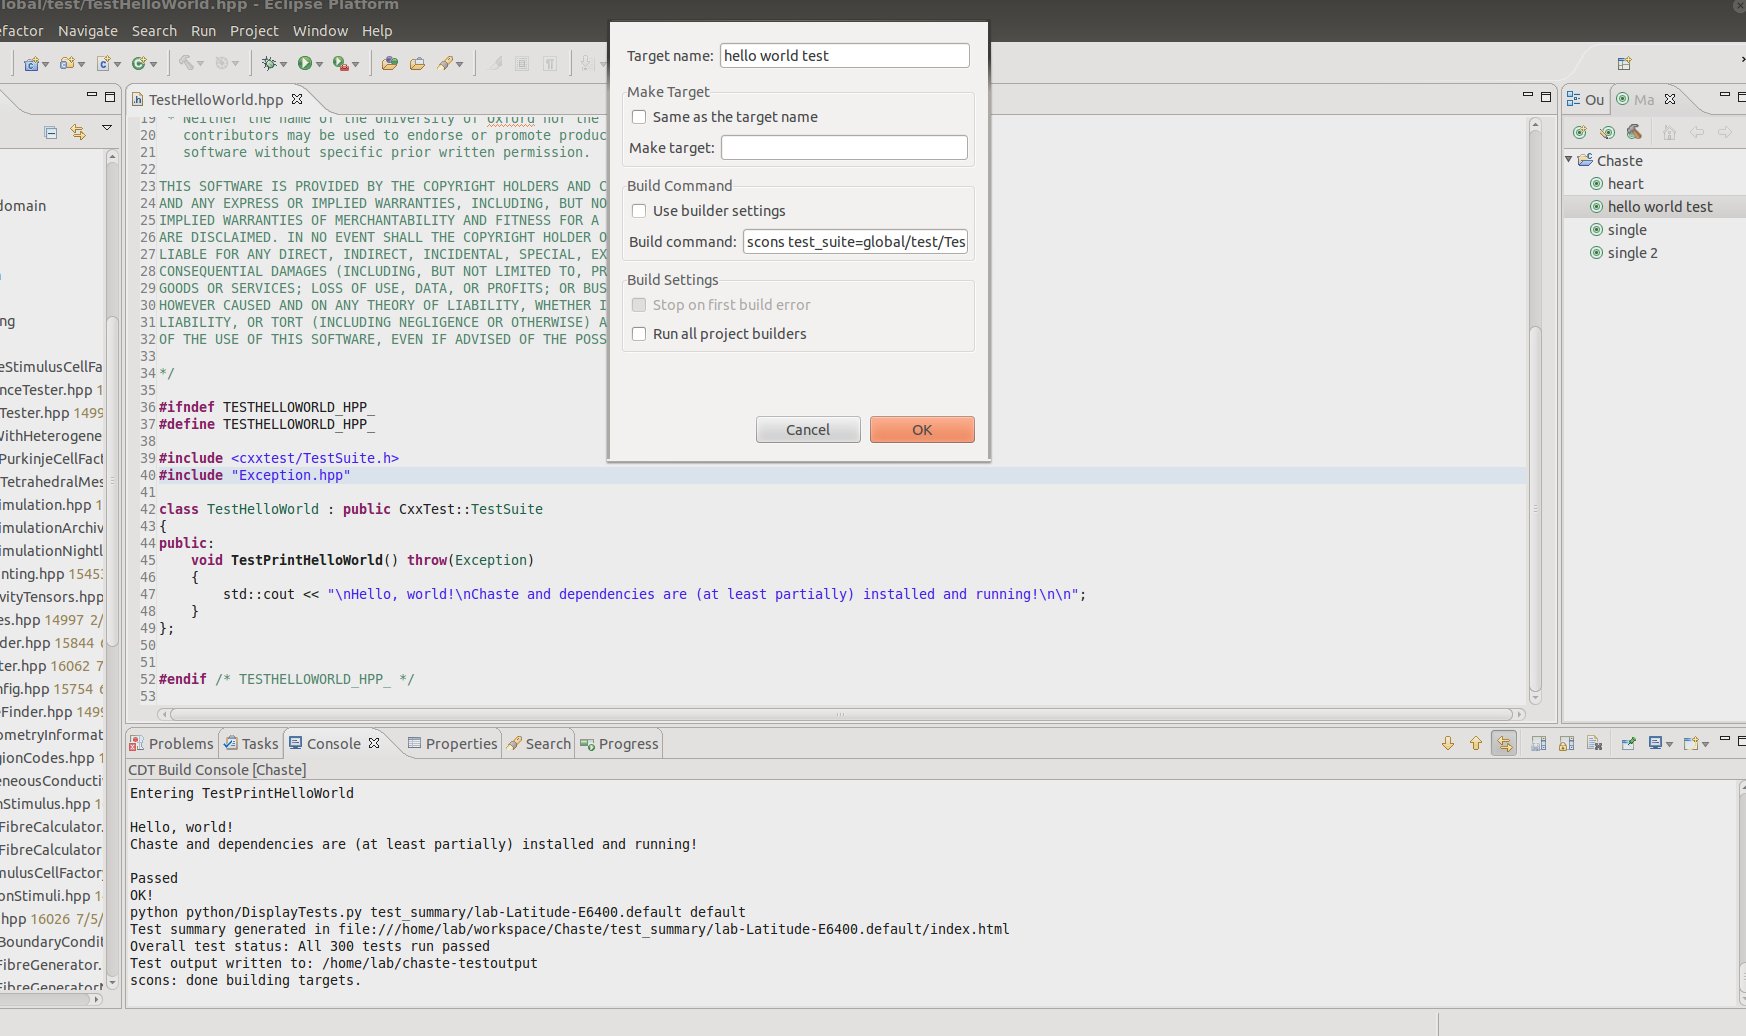 lobal/test/TestHelloWorld.hpp - Eclipse Platform
efactor Navigate Search Run Project Window Help
TestHelloWorld.hpp
domain
ng
eStimulusCellFa
nceTester.hpp 1
Tester.hpp 1499
WithHeterogene
PurkinjeCellFact
TetrahedralMes
imulation.hpp 1
imulationArchiv
imulationNightl
nting.hpp 15453
vityTensors.hpp
es.hpp 14997 2/
der.hpp 15844 6
ter.hpp 16062 7
nfig.hpp 15754 6
Finder.hpp 1499
ometryInformat
gionCodes.hpp 1
eneousConducti
nStimulus.hpp 1
FibreCalculator.
FibreCalculator
mulusCellFactory
onStimuli.hpp 1
.hpp 16026 7/5/
BoundaryCondit
FibreGenerator.
FibreGeneratorN
19 * Neither the name of the University of Oxford nor the
20 contributors may be used to endorse or promote produc
21 software without specific prior written permission.
22
23 THIS SOFTWARE IS PROVIDED BY THE COPYRIGHT HOLDERS AND C
24 AND ANY EXPRESS OR IMPLIED WARRANTIES, INCLUDING, BUT NO
25 IMPLIED WARRANTIES OF MERCHANTABILITY AND FITNESS FOR A
26 ARE DISCLAIMED. IN NO EVENT SHALL THE COPYRIGHT HOLDER O
27 LIABLE FOR ANY DIRECT, INDIRECT, INCIDENTAL, SPECIAL, EX
28 CONSEQUENTIAL DAMAGES (INCLUDING, BUT NOT LIMITED TO, PR
29 GOODS OR SERVICES; LOSS OF USE, DATA, OR PROFITS; OR BUS
30 HOWEVER CAUSED AND ON ANY THEORY OF LIABILITY, WHETHER I
31 LIABILITY, OR TORT (INCLUDING NEGLIGENCE OR OTHERWISE) A
32 OF THE USE OF THIS SOFTWARE, EVEN IF ADVISED OF THE POSS
33
34 */
35
36 #ifndef TESTHELLOWORLD_HPP_
37 #define TESTHELLOWORLD_HPP_
38
39 #include <cxxtest/TestSuite.h>
40 #include "Exception.hpp"
41
42 class TestHelloWorld : public CxxTest::TestSuite
43 {
44 public:
45 void TestPrintHelloWorld() throw(Exception)
46 {
47 std::cout << "\nHello, world!\nChaste and dependencies are (at least partially) installed and running!\n\n";
48 }
49 };
50
51
52 #endif /* TESTHELLOWORLD_HPP_ */
53
Target name: hello world test
Make Target
Same as the target name
Make target:
Build Command
Use builder settings
Build command: scons test_suite=global/test/Tes
Build Settings
Stop on first build error
Run all project builders
Cancel OK
Ou Ma
Chaste
heart
hello world test
single
single 2
Problems Tasks Console Properties Search Progress
CDT Build Console [Chaste]
Entering TestPrintHelloWorld
Hello, world!
Chaste and dependencies are (at least partially) installed and running!
Passed
OK!
python python/DisplayTests.py test_summary/lab-Latitude-E6400.default default
Test summary generated in file:///home/lab/workspace/Chaste/test_summary/lab-Latitude-E6400.default/index.html
Overall test status: All 300 tests run passed
Test output written to: /home/lab/chaste-testoutput
scons: done building targets.